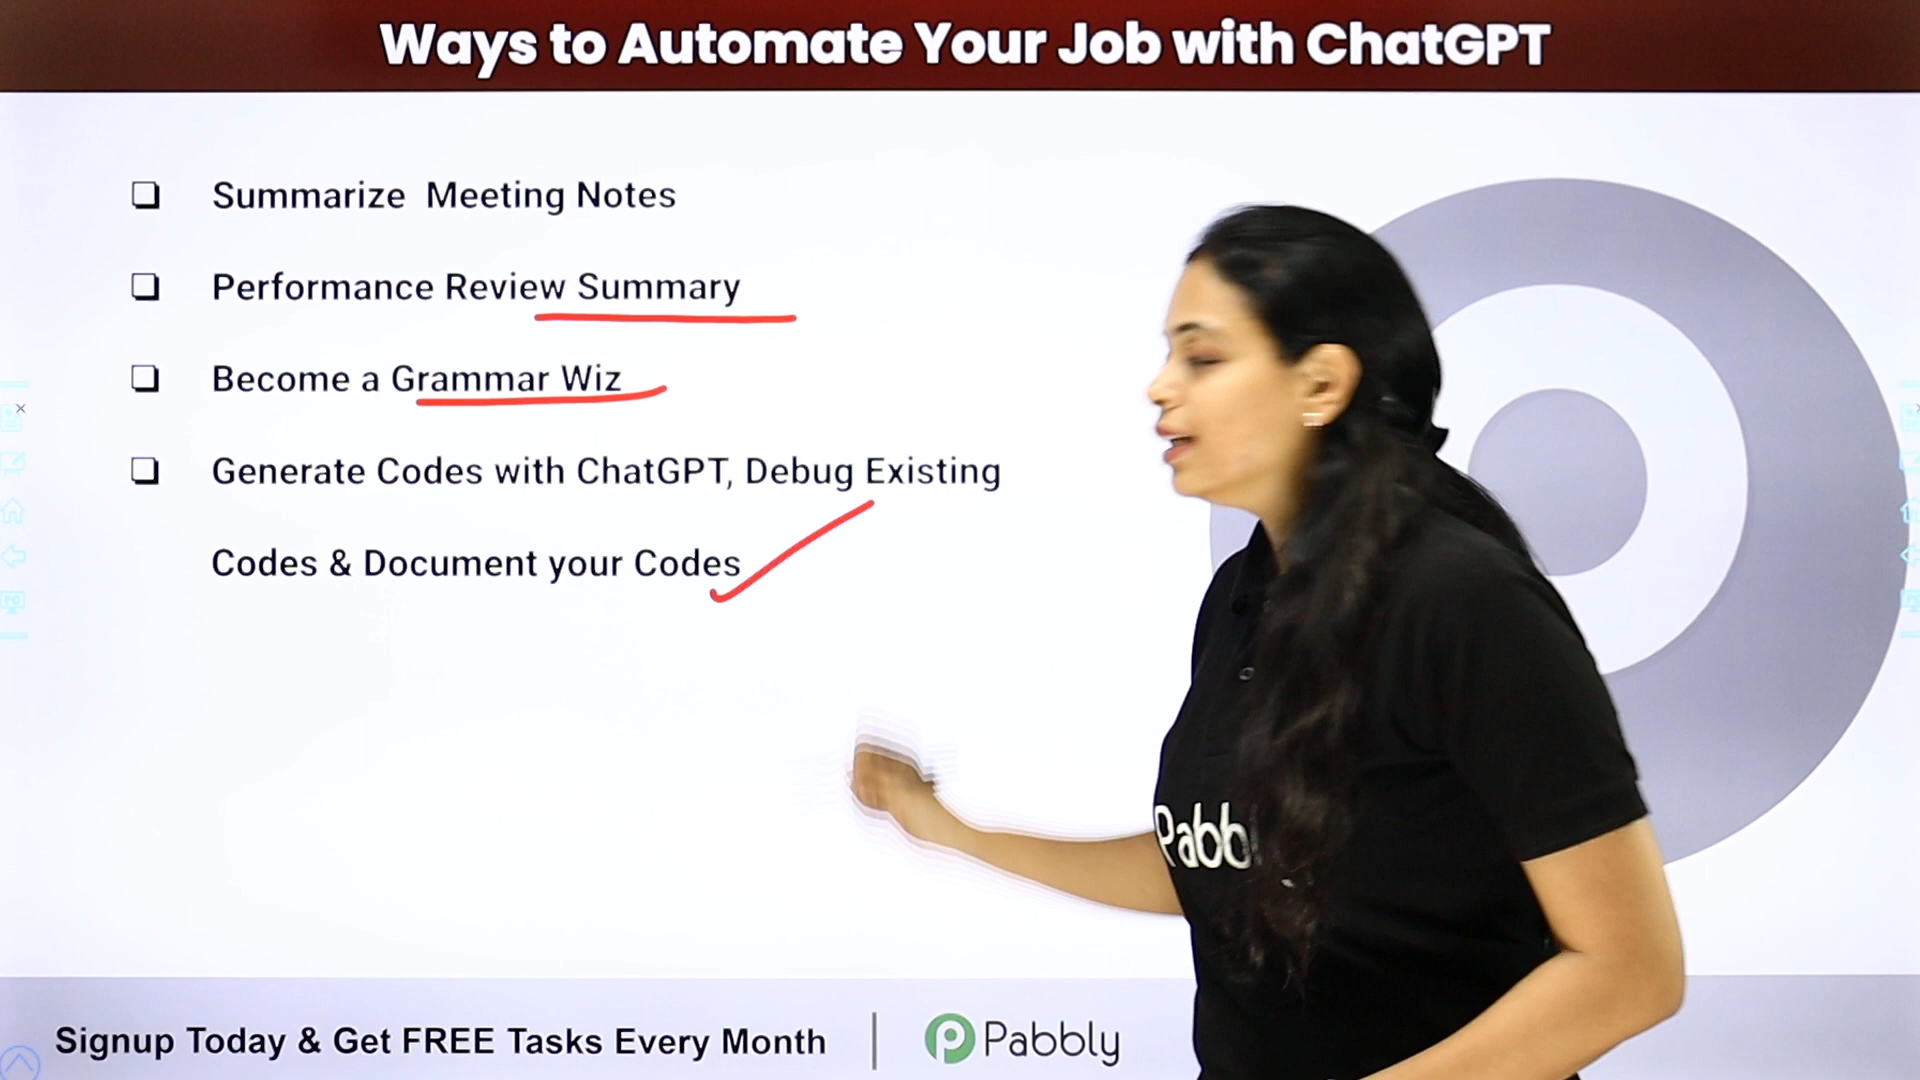 Ways to Automate Your Job with ChatGPT
Summarize Meeting Notes
Performance Review Summary
Become a Grammar Wiz
Generate Codes with ChatGPT, Debug Existing
Codes & Document your Codes
Pabb
Signup Today & Get FREE Tasks Every Month
Pabbly